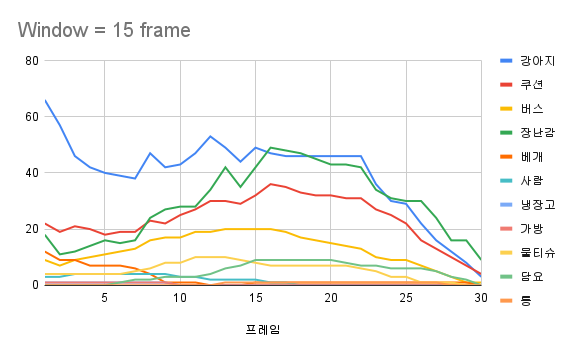 Window = 15 frame
80
60
40
20
0
5
10
15
20
25
30
프레임
강아지
쿠션
버스
장난감
베개
사람
냉장고
가방
물티슈
담요
통